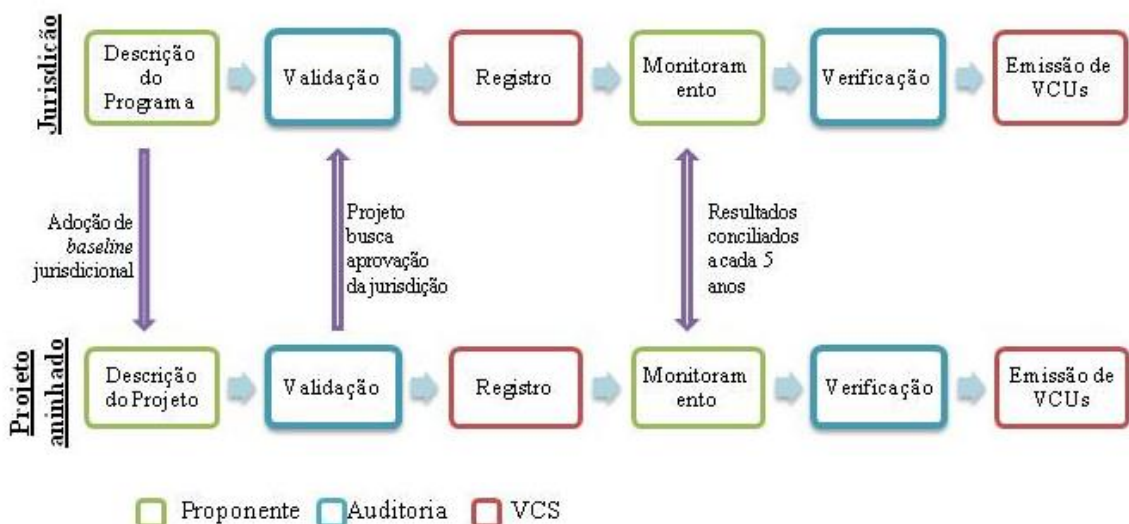 Jurisdição
Descrição
do
Programa
Validação
Registro
Monitoram
ento
Verificação
Emissão de
VCUs
Adoção de
baseline
jurisdicional
Projeto
busca
aprovação
da jurisdição
Resultados
conciliados
a cada 5
anos
Projeto
aninhado
Descrição
do Projeto
Validação
Registro
Monitoram
ento
Verificação
Emissão de
VCUs
Proponente
Auditoria
VCS